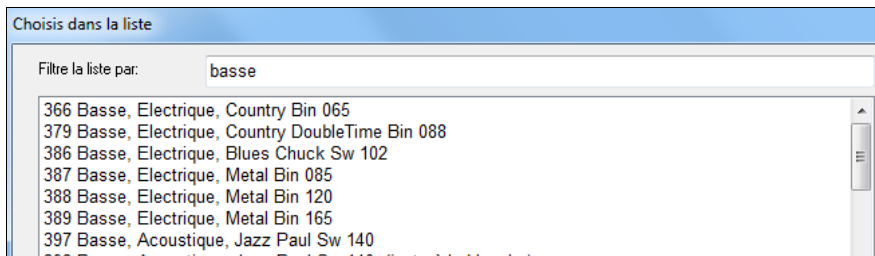 Choisis dans la liste
Filtre la liste par: basse
366 Basse, Electrique, Country Bin 065
379 Basse, Electrique, Country DoubleTime Bin 088
386 Basse, Electrique, Blues Chuck Sw 102
387 Basse, Electrique, Metal Bin 085
388 Basse, Electrique, Metal Bin 120
389 Basse, Electrique, Metal Bin 165
397 Basse, Acoustique, Jazz Paul Sw 140